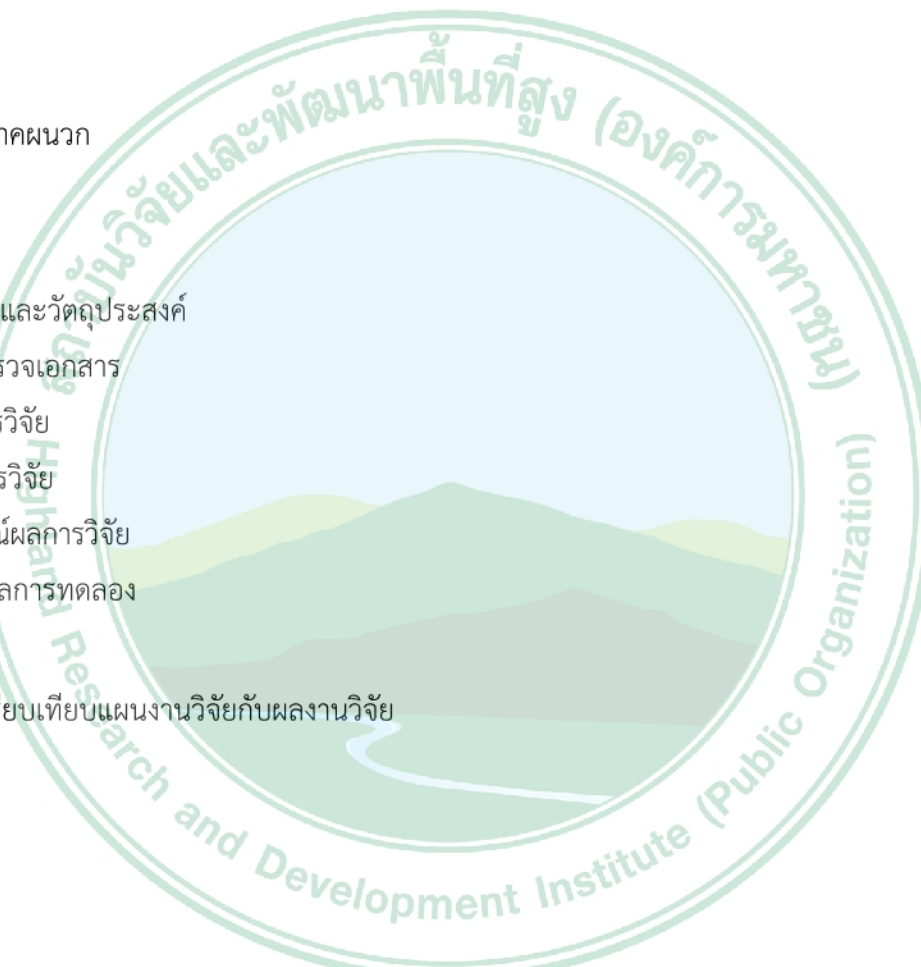 าคผนวก
และวัตถุประสงค์
รวจเอกสาร
รวิจัย
รวิจัย
น์ผลการวิจัย
ลการทดลอง
ียบเทียบแผนงานวิจัยกับผลงานวิจัย
สถาบันวิจัยและพัฒนาพื้นที่สูง (องค์การมหาชน)
Highland Research and Development Institute (Public Organization)